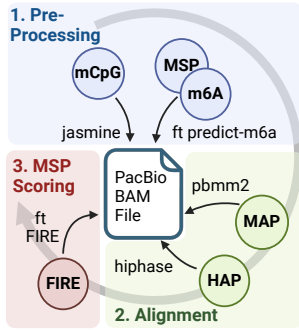 1. Pre-
Processing
mCpG
MSP
m6A
jasmine
ft predict-m6a
3. MSP
Scoring
PacBio
BAM
File
pbmm2
ft
FIRE
MAP
hiphase
FIRE
HAP
2. Alignment